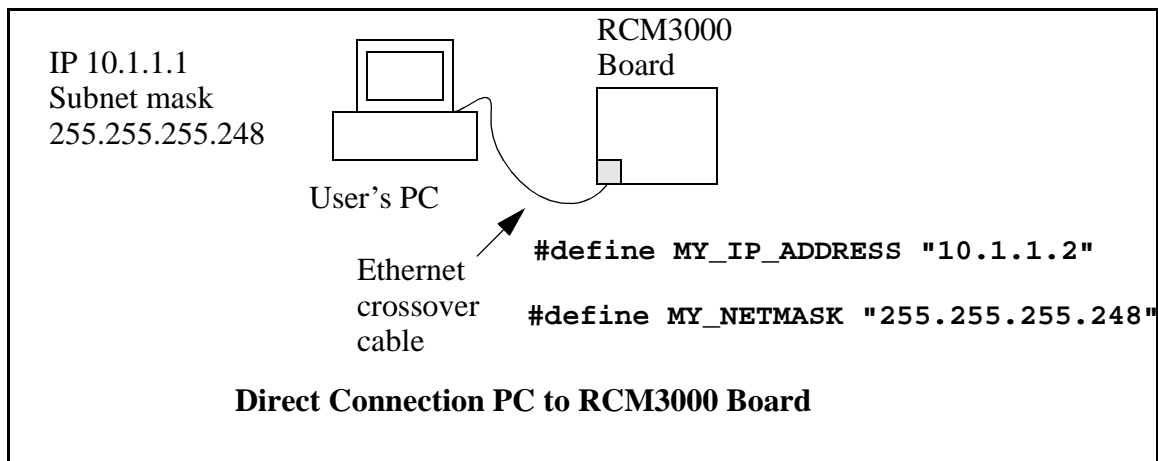 IP 10.1.1.1
Subnet mask
255.255.255.248
RCM3000
Board
User’s PC
Ethernet
crossover
cable
#define MY_IP_ADDRESS "10.1.1.2"
#define MY_NETMASK "255.255.255.248"
Direct Connection PC to RCM3000 Board